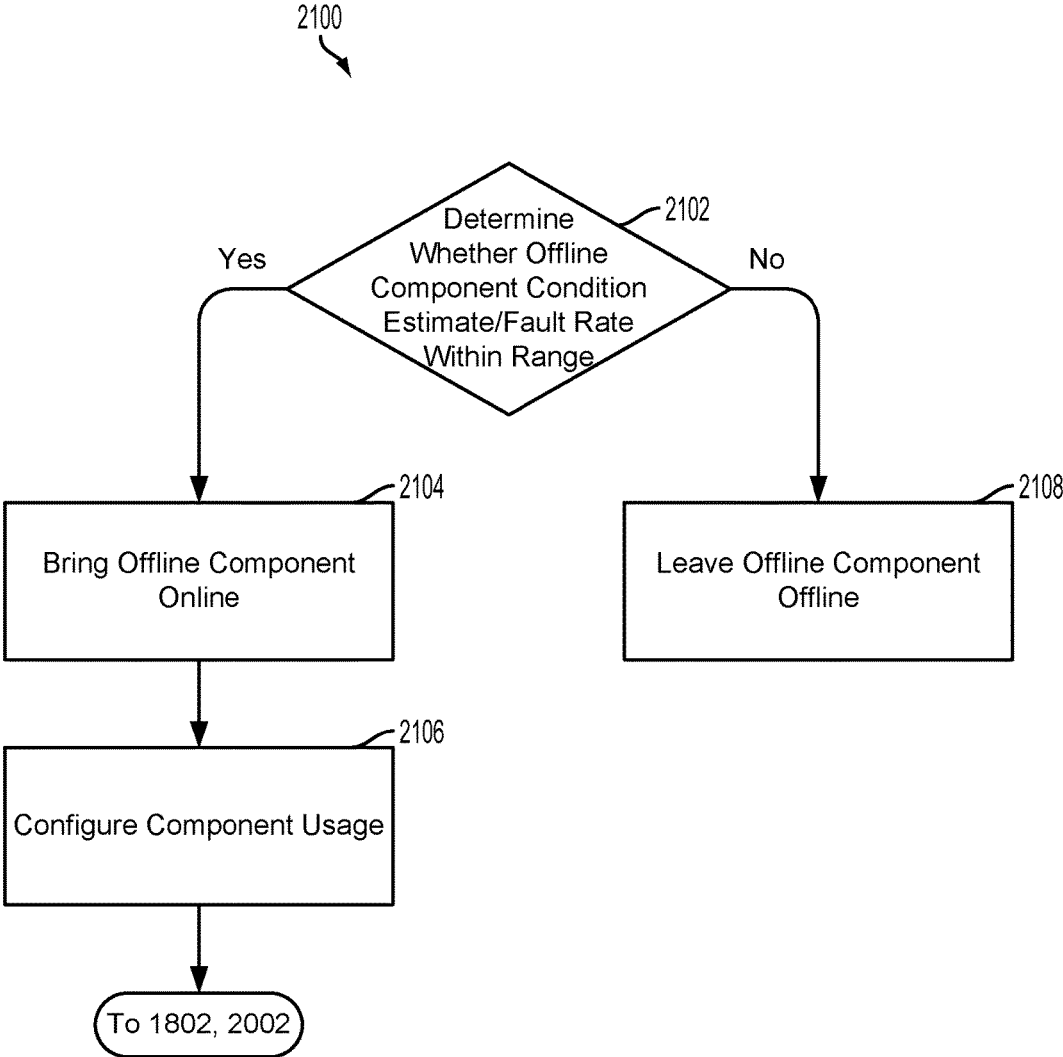 2100
Determine
Whether Offline
Component Condition
Estimate/Fault Rate
Within Range
2102
Yes
No
2104
Bring Offline Component
Online
2108
Leave Offline Component
Offline
2106
Configure Component Usage
To 1802, 2002